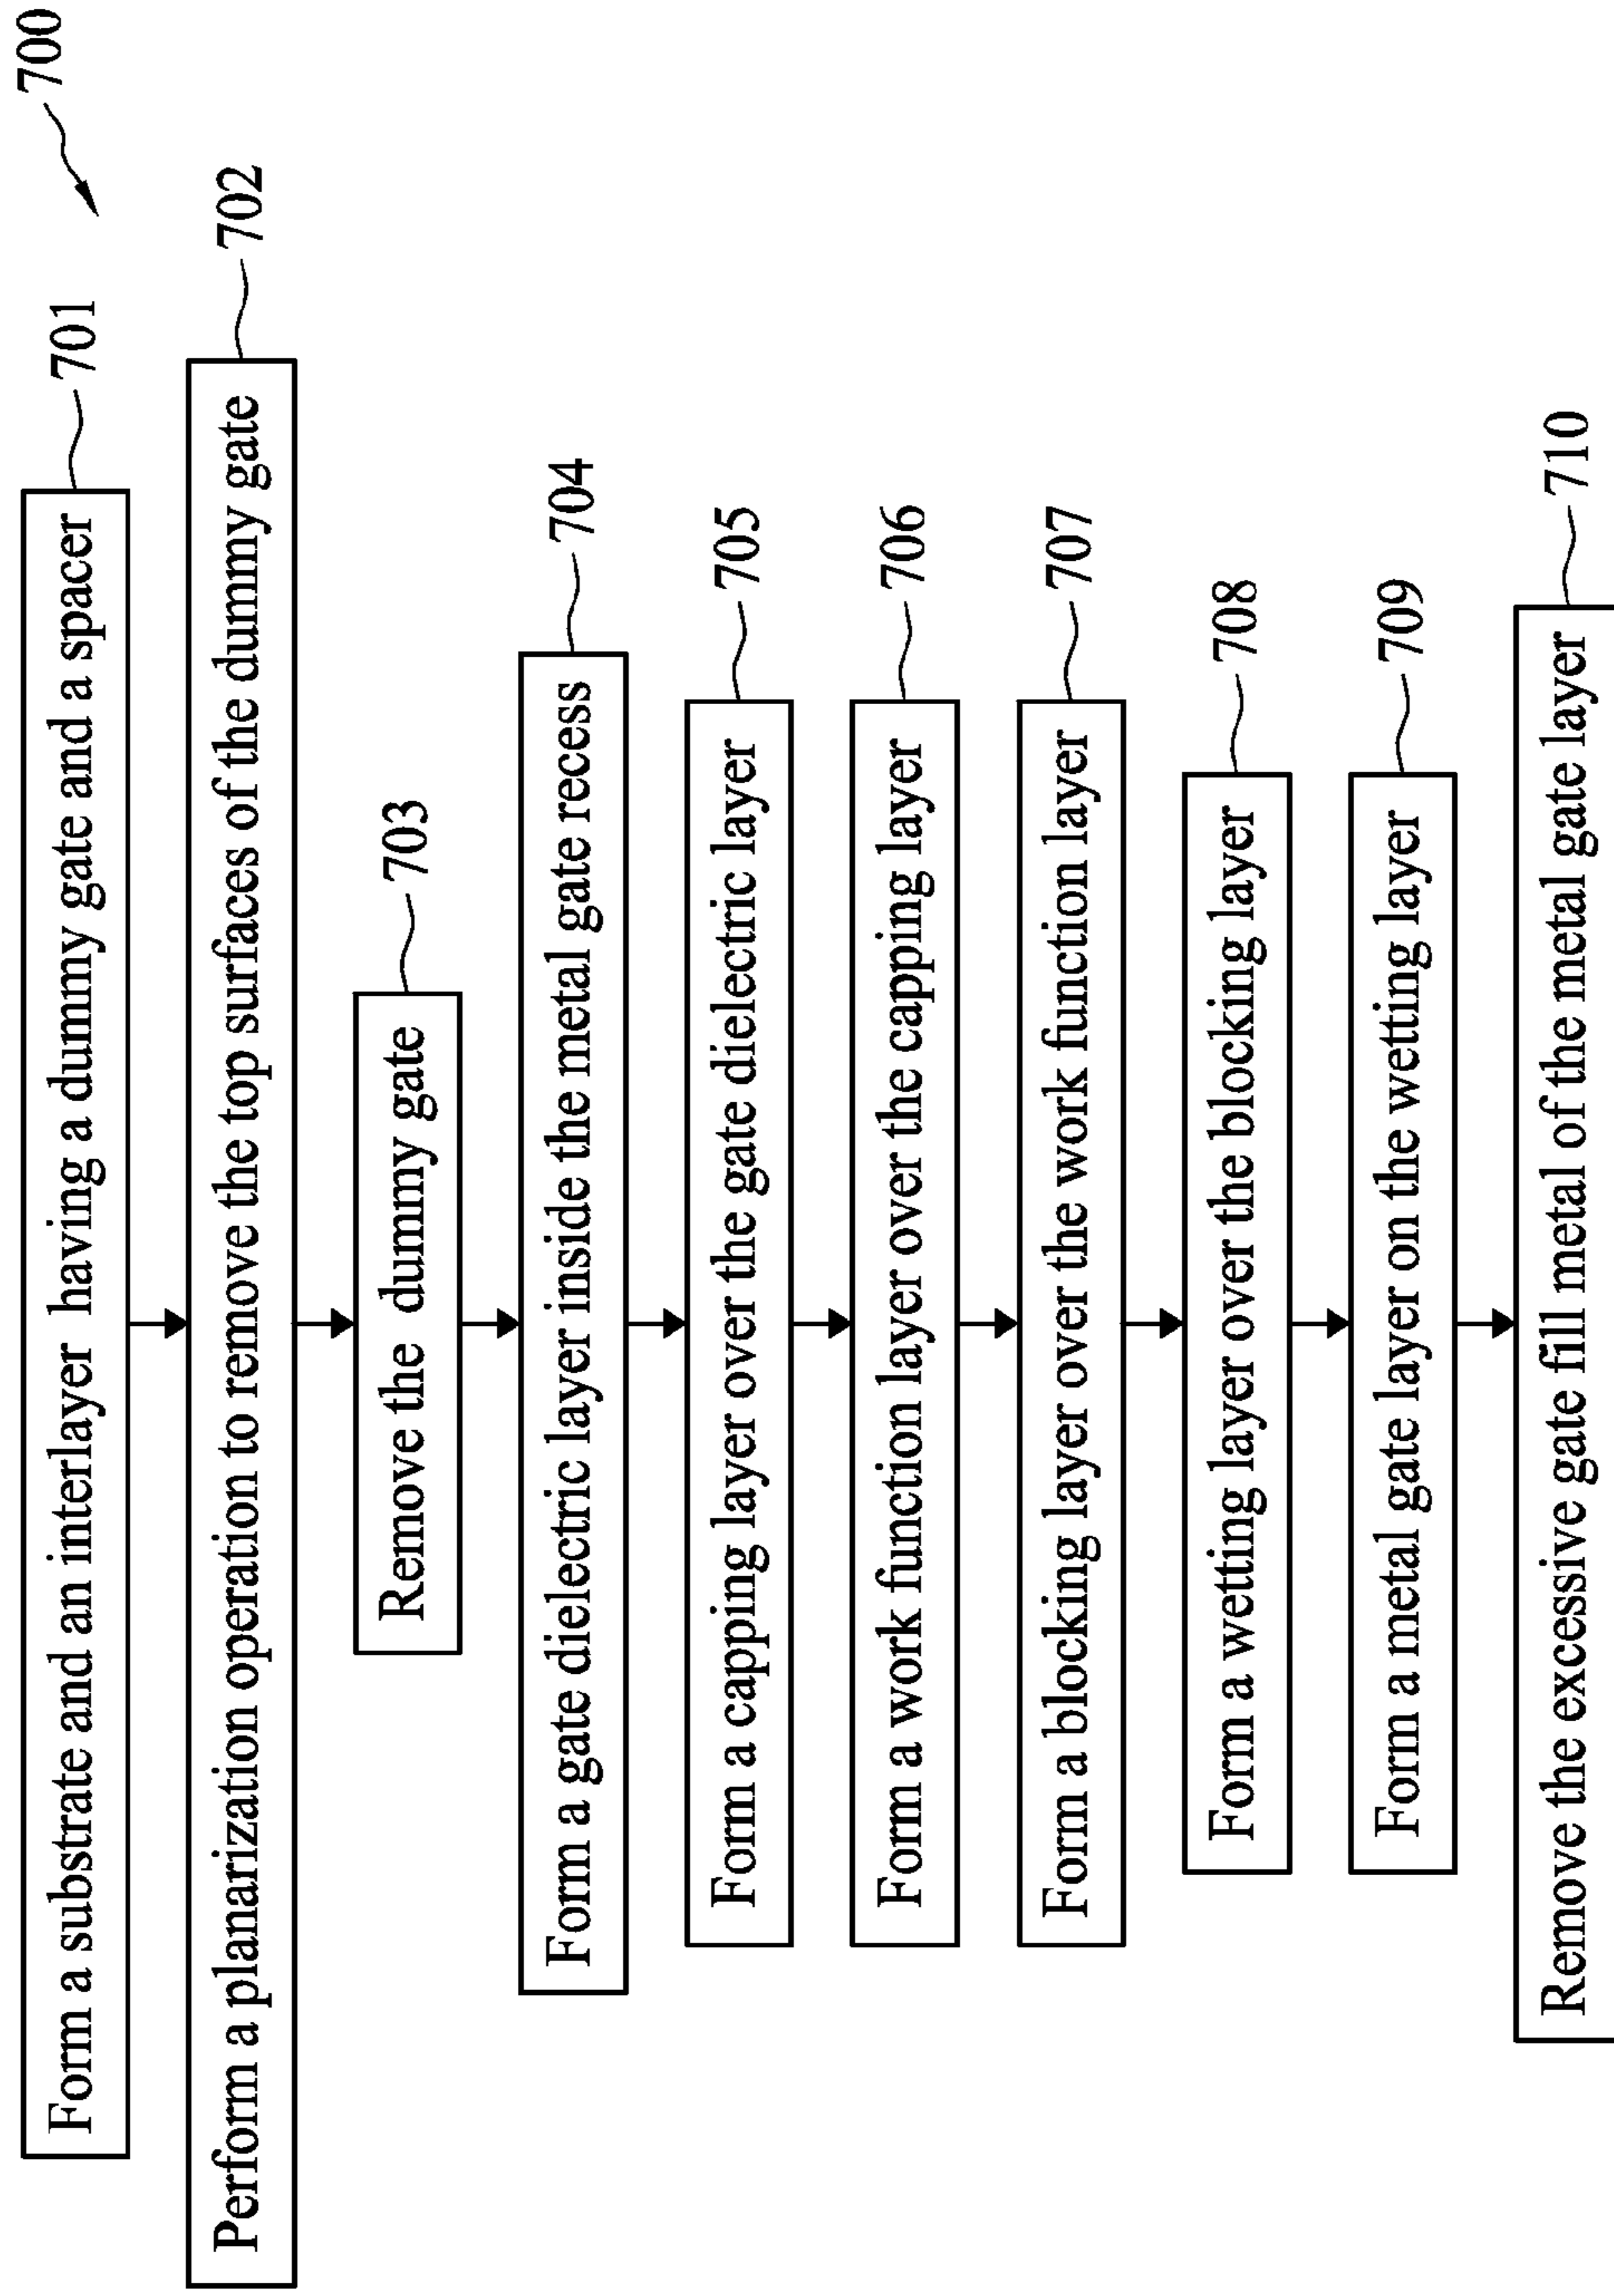 700
Form a substrate and an interlayer having a dummy gate and a spacer
701
Perform a planarization operation to remove the top surfaces of the dummy gate
702
Remove the dummy gate
703
Form a gate dielectric layer inside the metal gate recess
704
Form a capping layer over the gate dielectric layer
705
Form a work function layer over the capping layer
706
Form a blocking layer over the work function layer
707
Form a wetting layer over the blocking layer
708
Form a metal gate layer on the wetting layer
709
Remove the excessive gate fill metal of the metal gate layer
710